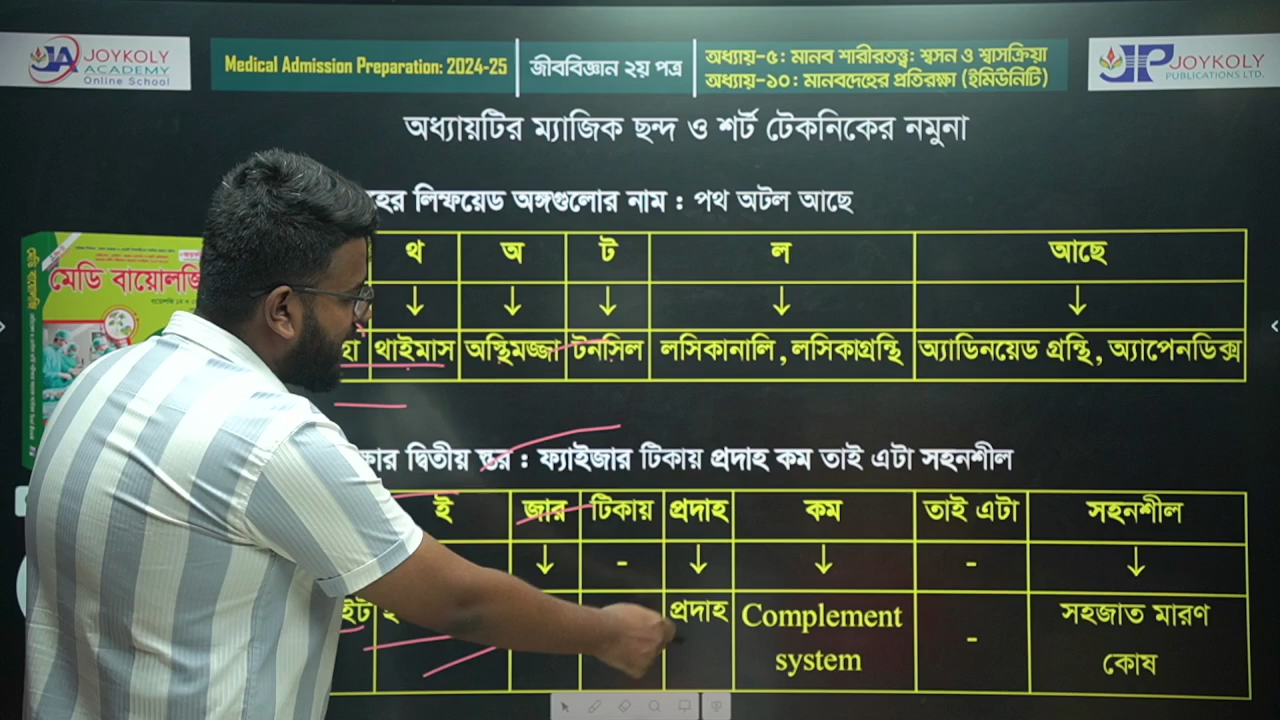 JOYKOLY
ACADEMY
Online School
Medical Admission Preparation: 2024-25
জীববিজ্ঞান ২য় পত্র
অধ্যায়-৫: মানব শারীরতত্ত্ব: শ্বসন ও শ্বাসক্রিয়া
অধ্যায়-১০: মানবদেহের প্রতিরক্ষা (ইমিউনিটি)
JOYKOLY
PUBLICATIONS LTD.
অধ্যায়টির ম্যাজিক ছন্দ ও শর্ট টেকনিকের নমুনা
লিম্ফয়েড অঙ্গগুলোর নাম : পথ অটল আছে
থ অ ট ল আছে
↓ ↓ ↓ ↓ ↓
থাইমাস অস্থিমজ্জা টনসিল লসিকানালি, লসিকাগ্রন্থি অ্যাডিনয়েড গ্রন্থি, অ্যাপেনডিক্স
মেডি বায়োলজি
দ্বিতীয় স্তর : ফ্যাইজার টিকায় প্রদাহ কম তাই এটা সহনশীল
ই জার টিকায় প্রদাহ কম তাই এটা সহনশীল
↓ - ↓ ↓ - ↓
প্রদাহ Complement system - সহজাত মারণ কোষ